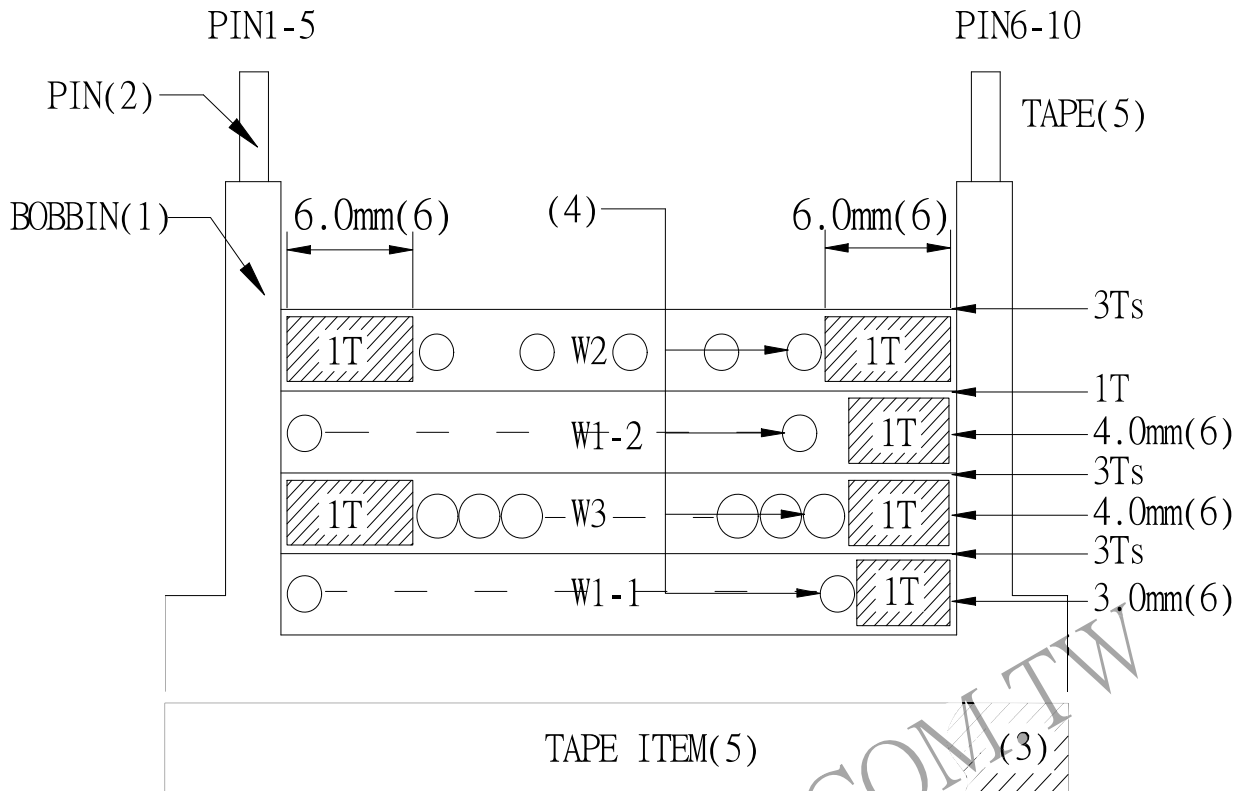 PIN1-5 PIN6-10
PIN(2)
TAPE(5)
BOBBIN(1)
6.0mm(6) (4) 6.0mm(6)
3Ts
1T W2 1T
1T
W1-2 1T 4.0mm(6)
3Ts
1T W3 1T 4.0mm(6)
3Ts
W1-1 1T 3.0mm(6)
TAPE ITEM(5) (3)
COM.TW